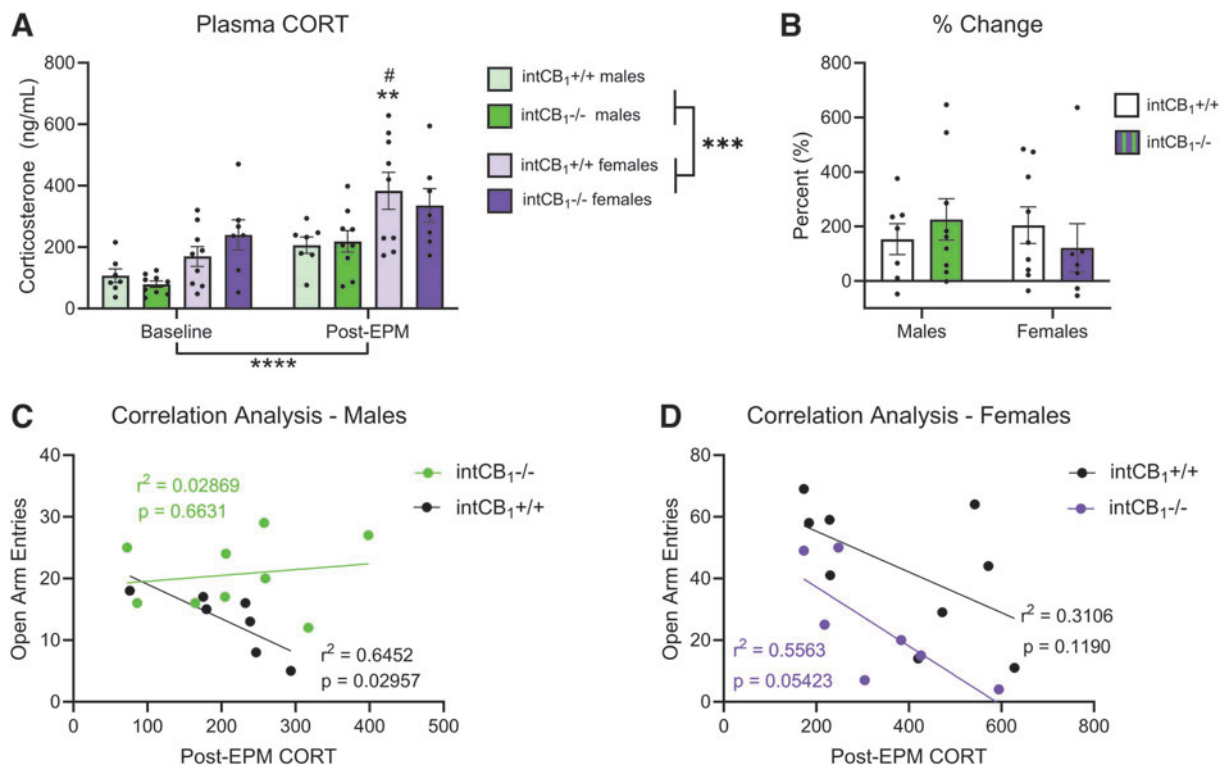 A
Plasma CORT
Corticosterone (ng/mL)
800
600
400
200
0
#
**
Baseline
Post-EPM
****
intCB₁+/+ males
intCB₁-/- males
intCB₁+/+ females
intCB₁-/- females
***
B
% Change
Percent (%)
800
600
400
200
0
Males
Females
intCB₁+/+
intCB₁-/-
C
Correlation Analysis - Males
Open Arm Entries
40
30
20
10
0
r² = 0.02869
p = 0.6631
r² = 0.6452
p = 0.02957
0
100
200
300
400
500
Post-EPM CORT
intCB₁-/-
intCB₁+/+
D
Correlation Analysis - Females
Open Arm Entries
80
60
40
20
0
r² = 0.5563
p = 0.05423
r² = 0.3106
p = 0.1190
0
200
400
600
800
Post-EPM CORT
intCB₁+/+
intCB₁-/-